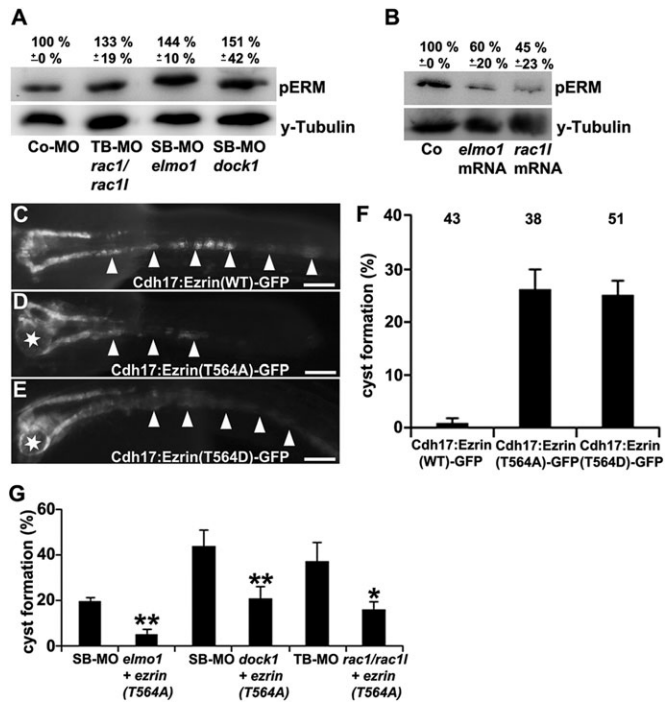 A
100 % 133 % 144 % 151 %
±0 % ±19 % ±10 % ±42 %
pERM
y-Tubulin
Co-MO TB-MO SB-MO SB-MO
rac1/ elmo1 dock1
rac1l
B
100 % 60 % 45 %
±0 % ±20 % ±23 %
pERM
y-Tubulin
Co elmo1 rac1l
mRNA mRNA
C
Cdh17:Ezrin(WT)-GFP
D
Cdh17:Ezrin(T564A)-GFP
E
Cdh17:Ezrin(T564D)-GFP
F
cyst formation (%)
40
30
20
10
0
43 38 51
Cdh17:Ezrin Cdh17:Ezrin Cdh17:Ezrin
(WT)-GFP (T564A)-GFP (T564D)-GFP
G
cyst formation (%)
60
40
20
0
** ** *
SB-MO elmo1 SB-MO dock1 TB-MO rac1/rac1l
+ ezrin + ezrin + ezrin
(T564A) (T564A) (T564A)